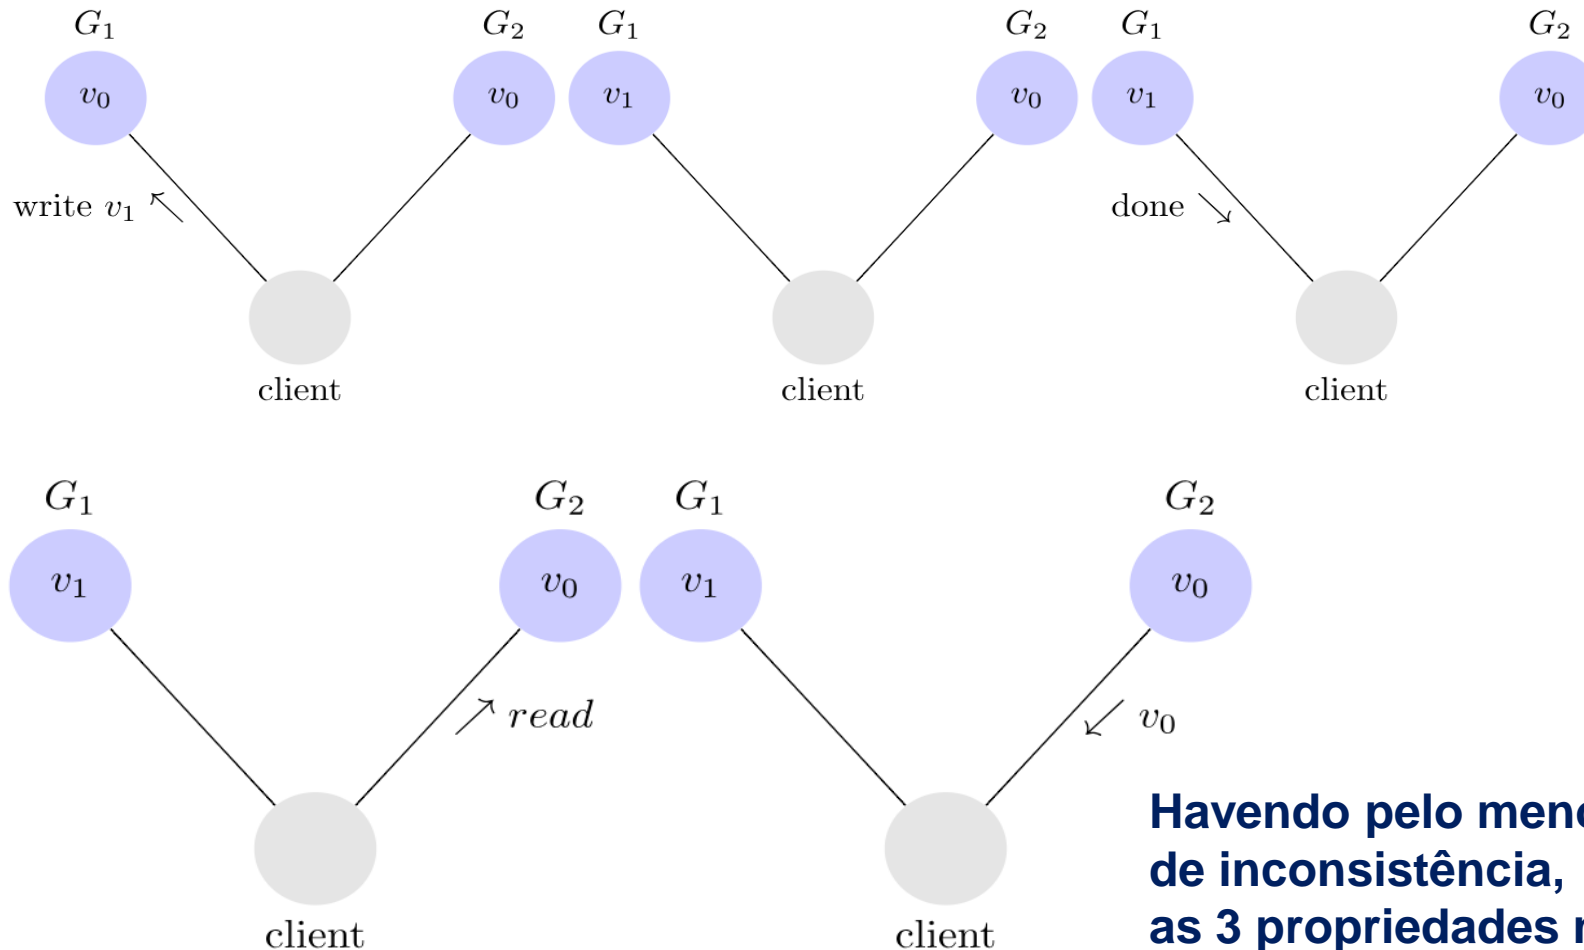 G₁ G₂ G₁ G₂ G₁ G₂
v₀ v₀ v₁ v₀ v₁ v₀
write v₁ done
client client client
G₁ G₂ G₁ G₂
v₁ v₀ v₁ v₀
read v₀
Havendo pelo
de inconsistência,
as 3 propriedades
client client